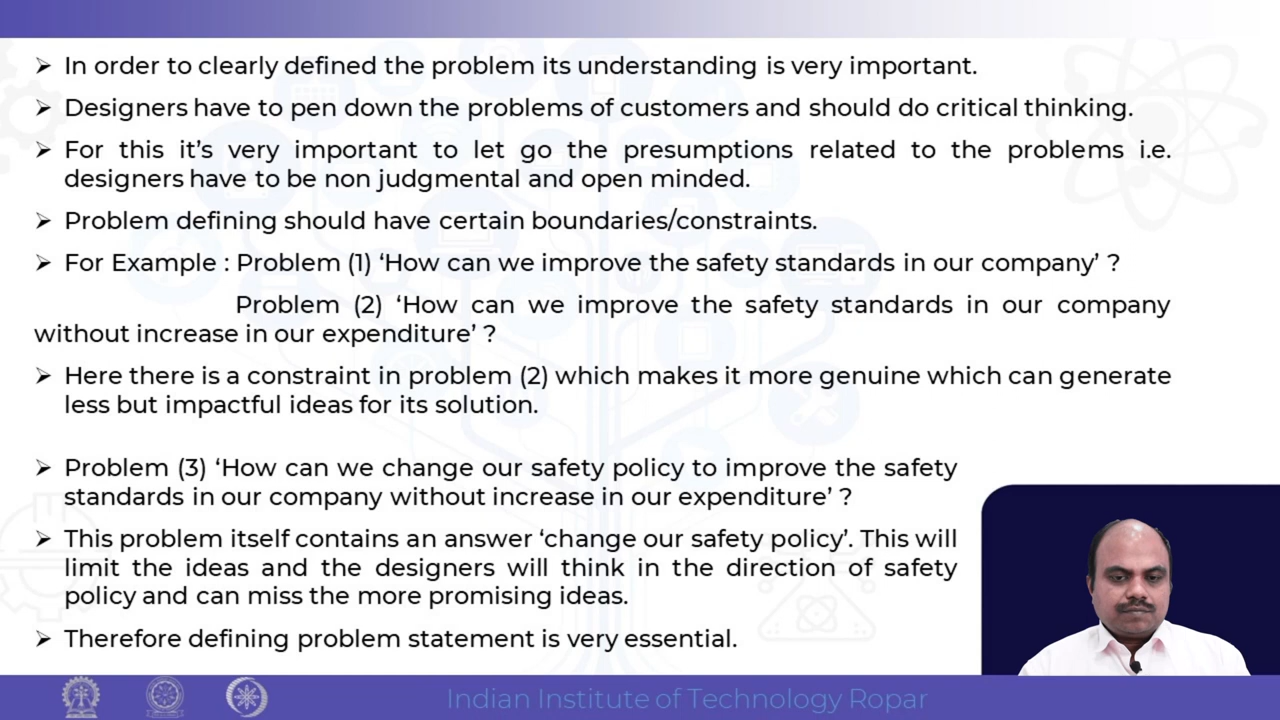 ➢ In order to clearly defined the problem its understanding is very important.
➢ Designers have to pen down the problems of customers and should do critical thinking.
➢ For this it’s very important to let go the presumptions related to the problems i.e.
designers have to be non judgmental and open minded.
➢ Problem defining should have certain boundaries/constraints.
➢ For Example : Problem (1) ‘How can we improve the safety standards in our company’ ?
Problem (2) ‘How can we improve the safety standards in our company
without increase in our expenditure’ ?
➢ Here there is a constraint in problem (2) which makes it more genuine which can generate
less but impactful ideas for its solution.
➢ Problem (3) ‘How can we change our safety policy to improve the safety
standards in our company without increase in our expenditure’ ?
➢ This problem itself contains an answer ‘change our safety policy’. This will
limit the ideas and the designers will think in the direction of safety
policy and can miss the more promising ideas.
➢ Therefore defining problem statement is very essential.
Indian Institute of Technology Ropar